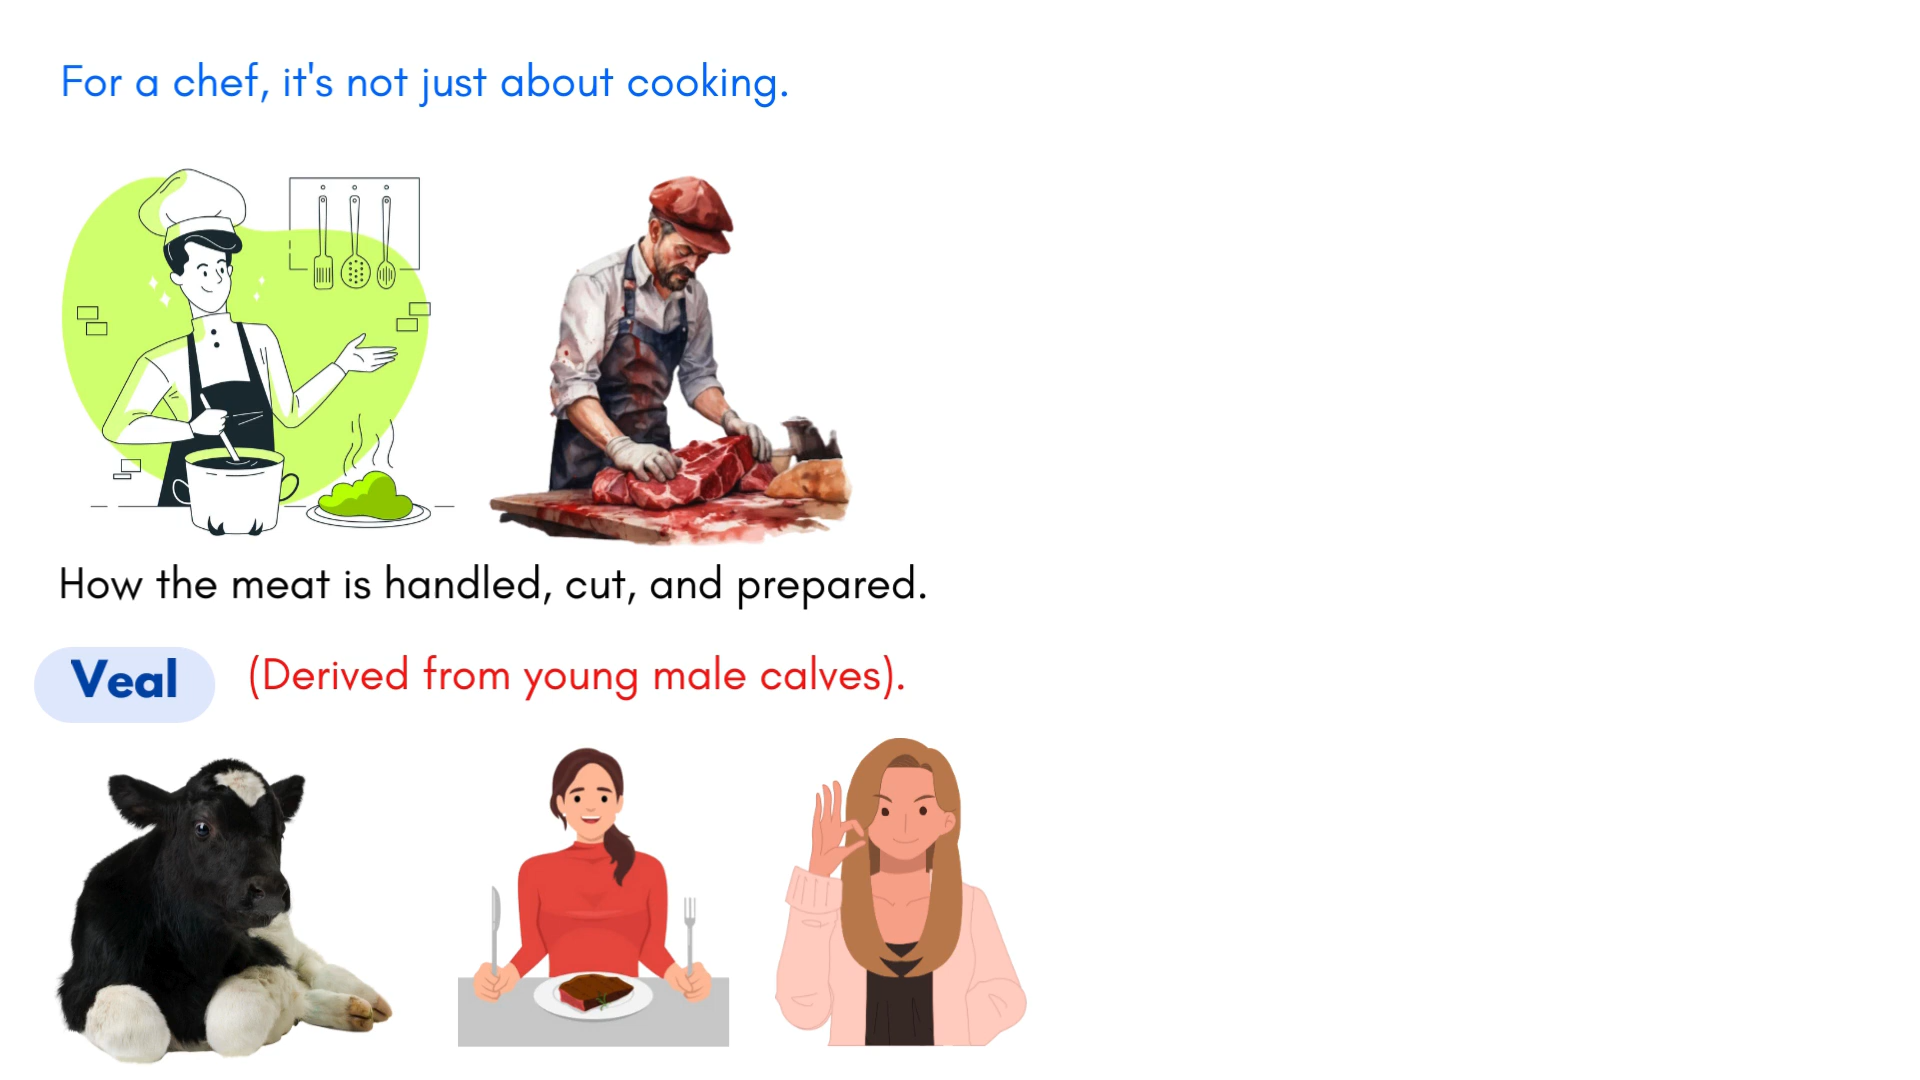 For a chef, it's not just about cooking.
How the meat is handled, cut, and prepared.
Veal (Derived from young male calves).